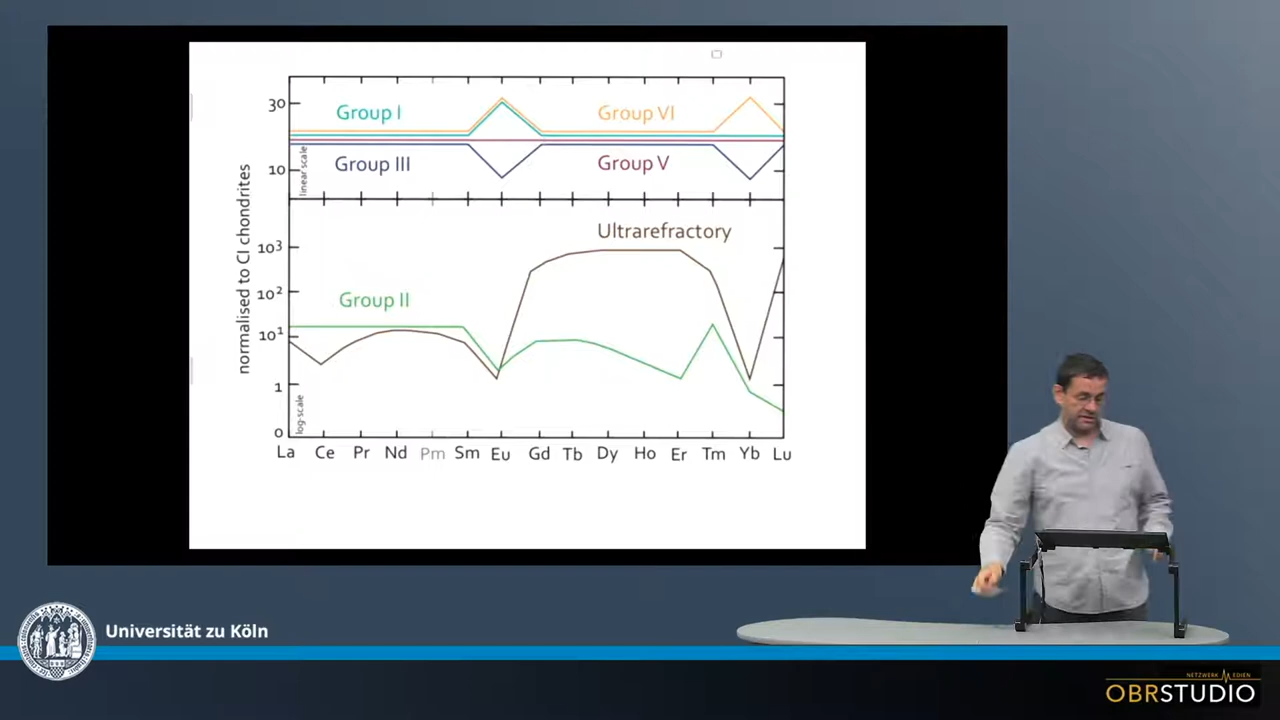 30
Group I
Group VI
linear scale
Group III
Group V
10
normalised to CI chondrites
Ultrarefractory
10³
10²
Group II
10¹
1
log-scale
0
La Ce Pr Nd Pm Sm Eu Gd Tb Dy Ho Er Tm Yb Lu
Universität zu Köln
NETZWERK MEDIEN
OBRSTUDIO